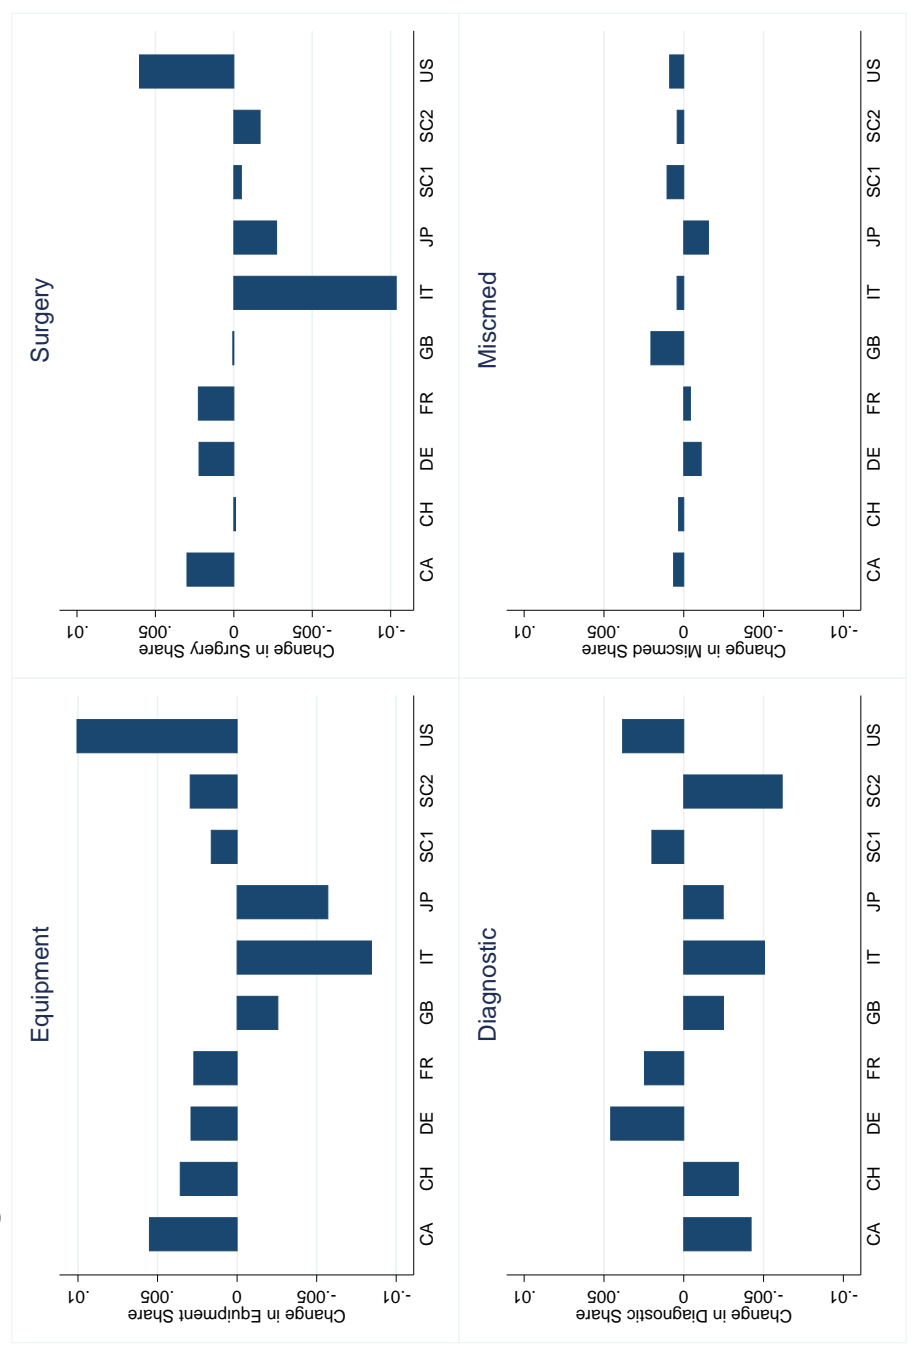 Equipment
Change in Equipment Share
.01
.005
0
-.005
-.01
CA CH DE FR GB IT JP SC1 SC2 US
Surgery
Change in Surgery Share
.01
.005
0
-.005
-.01
CA CH DE FR GB IT JP SC1 SC2 US
Diagnostic
Change in Diagnostic Share
.01
.005
0
-.005
-.01
CA CH DE FR GB IT JP SC1 SC2 US
Miscmed
Change in Miscmed Share
.01
.005
0
-.005
-.01
CA CH DE FR GB IT JP SC1 SC2 US